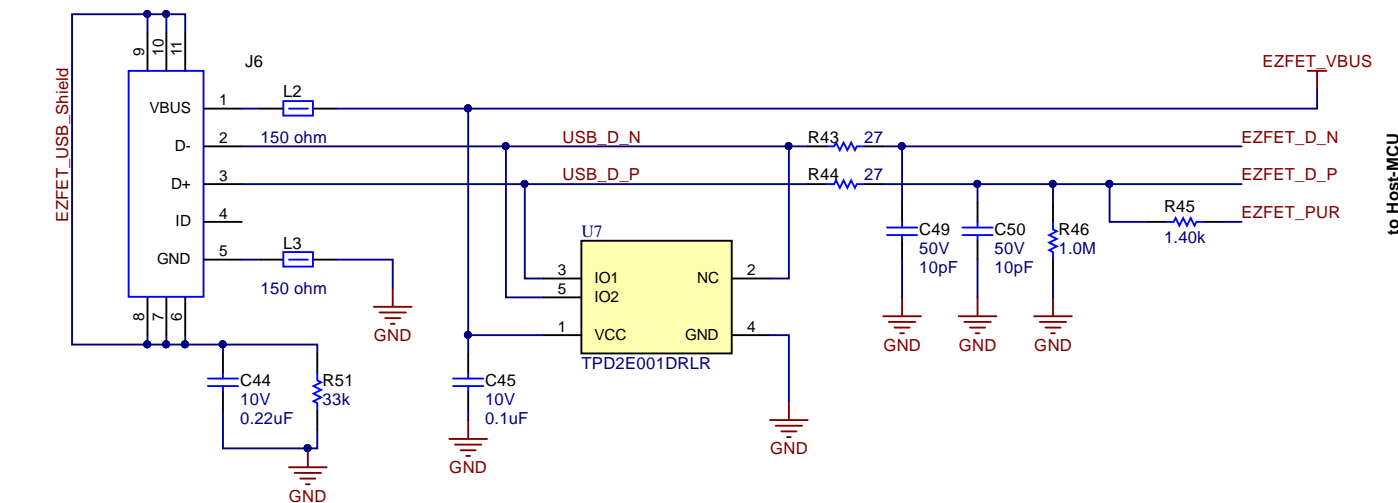 9
10
11
J6
EZFET_USB_Shield
VBUS
1
L2
150 ohm
EZFET_VBUS
D-
2
USB_D_N
R43
27
EZFET_D_N
D+
3
USB_D_P
R44
27
EZFET_D_P
ID
4
R45
1.40k
EZFET_PUR
to Host-MCU
GND
5
L3
150 ohm
GND
8
7
6
U7
3
IO1
5
IO2
1
VCC
NC
2
GND
4
TPD2E001DRLR
C49
50V
10pF
GND
C50
50V
10pF
GND
R46
1.0M
GND
C44
10V
0.22uF
R51
33k
GND
C45
10V
0.1uF
GND
GND